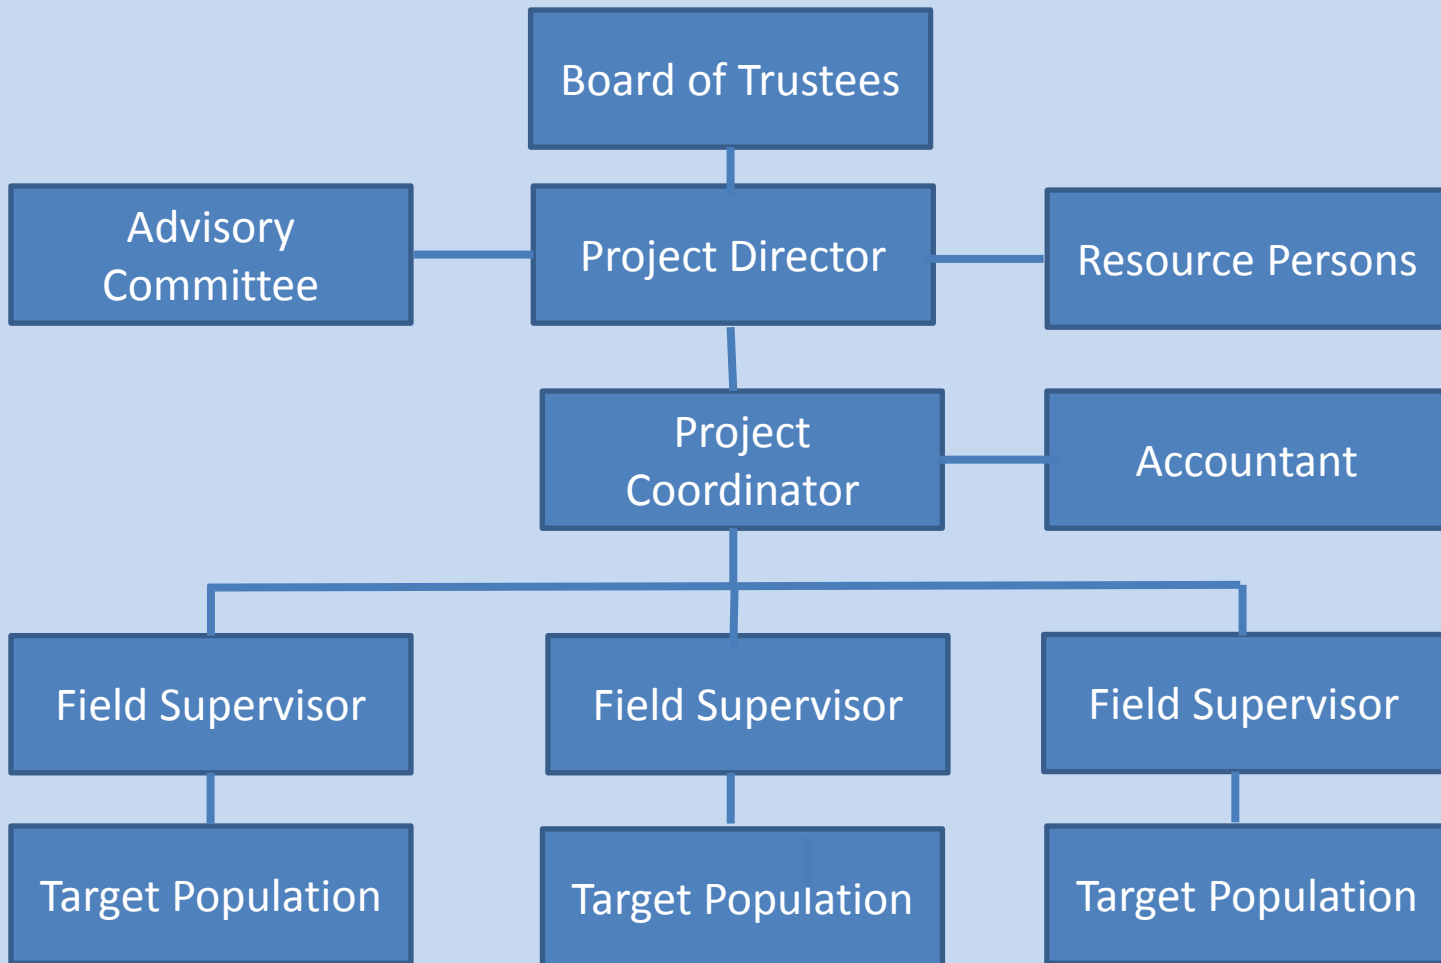 Board of Trustees
Advisory
Committee
Project Director
Resource Persons
Project
Coordinator
Accountant
Field Supervisor
Field Supervisor
Field Supervisor
Target Population
Target Population
Target Population